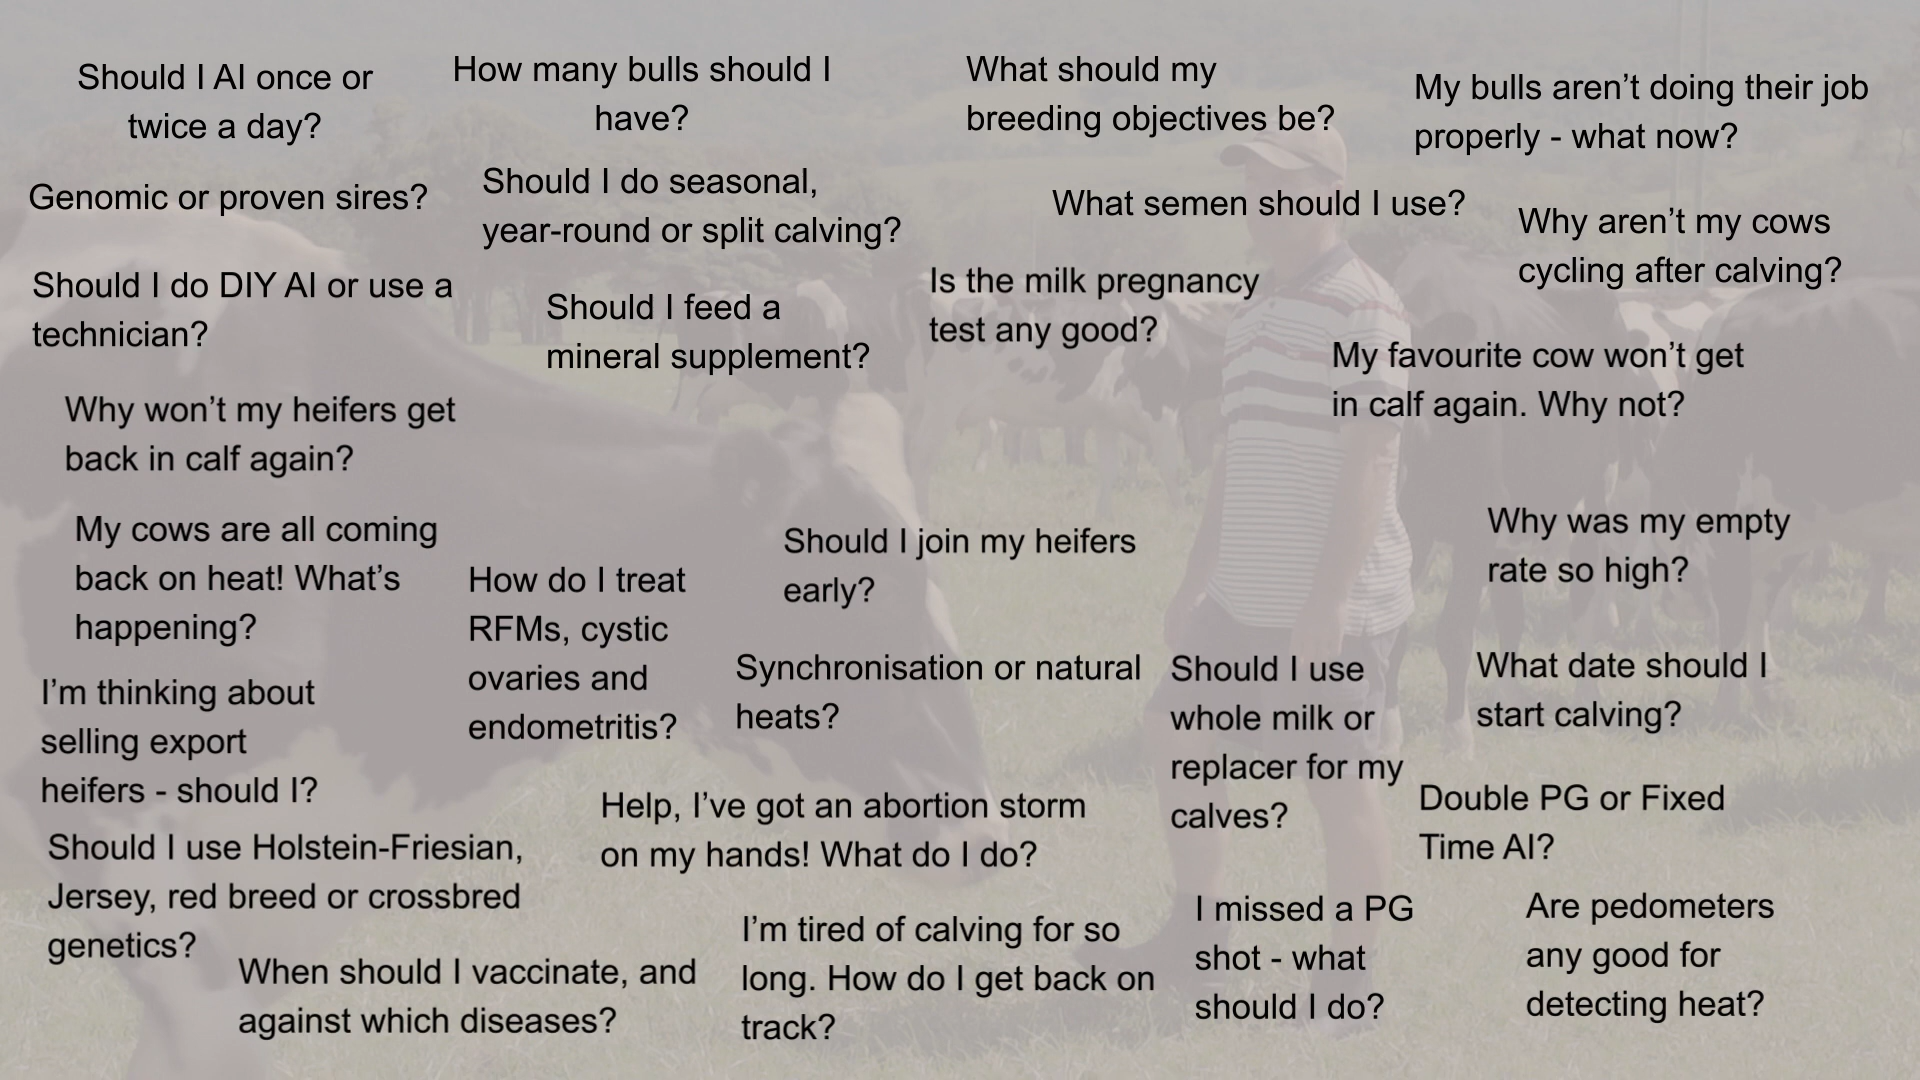 Should I AI once or
twice a day?
How many bulls should I
have?
What should my
breeding objectives be?
My bulls aren’t doing their job
properly - what now?
Genomic or proven sires?
Should I do seasonal,
year-round or split calving?
What semen should I use?
Why aren’t my cows
cycling after calving?
Should I do DIY AI or use a
technician?
Should I feed a
mineral supplement?
Is the milk pregnancy
test any good?
My favourite cow won’t get
in calf again. Why not?
Why won’t my heifers get
back in calf again?
My cows are all coming
back on heat! What’s
happening?
How do I treat
RFMs, cystic
ovaries and
endometritis?
Should I join my heifers
early?
Why was my empty
rate so high?
Synchronisation or natural
heats?
Should I use
whole milk or
replacer for my
calves?
What date should I
start calving?
I’m thinking about
selling export
heifers - should I?
Help, I’ve got an abortion storm
on my hands! What do I do?
Double PG or Fixed
Time AI?
Should I use Holstein-Friesian,
Jersey, red breed or crossbred
genetics?
When should I vaccinate, and
against which diseases?
I’m tired of calving for so
long. How do I get back on
track?
I missed a PG
shot - what
should I do?
Are pedometers
any good for
detecting heat?